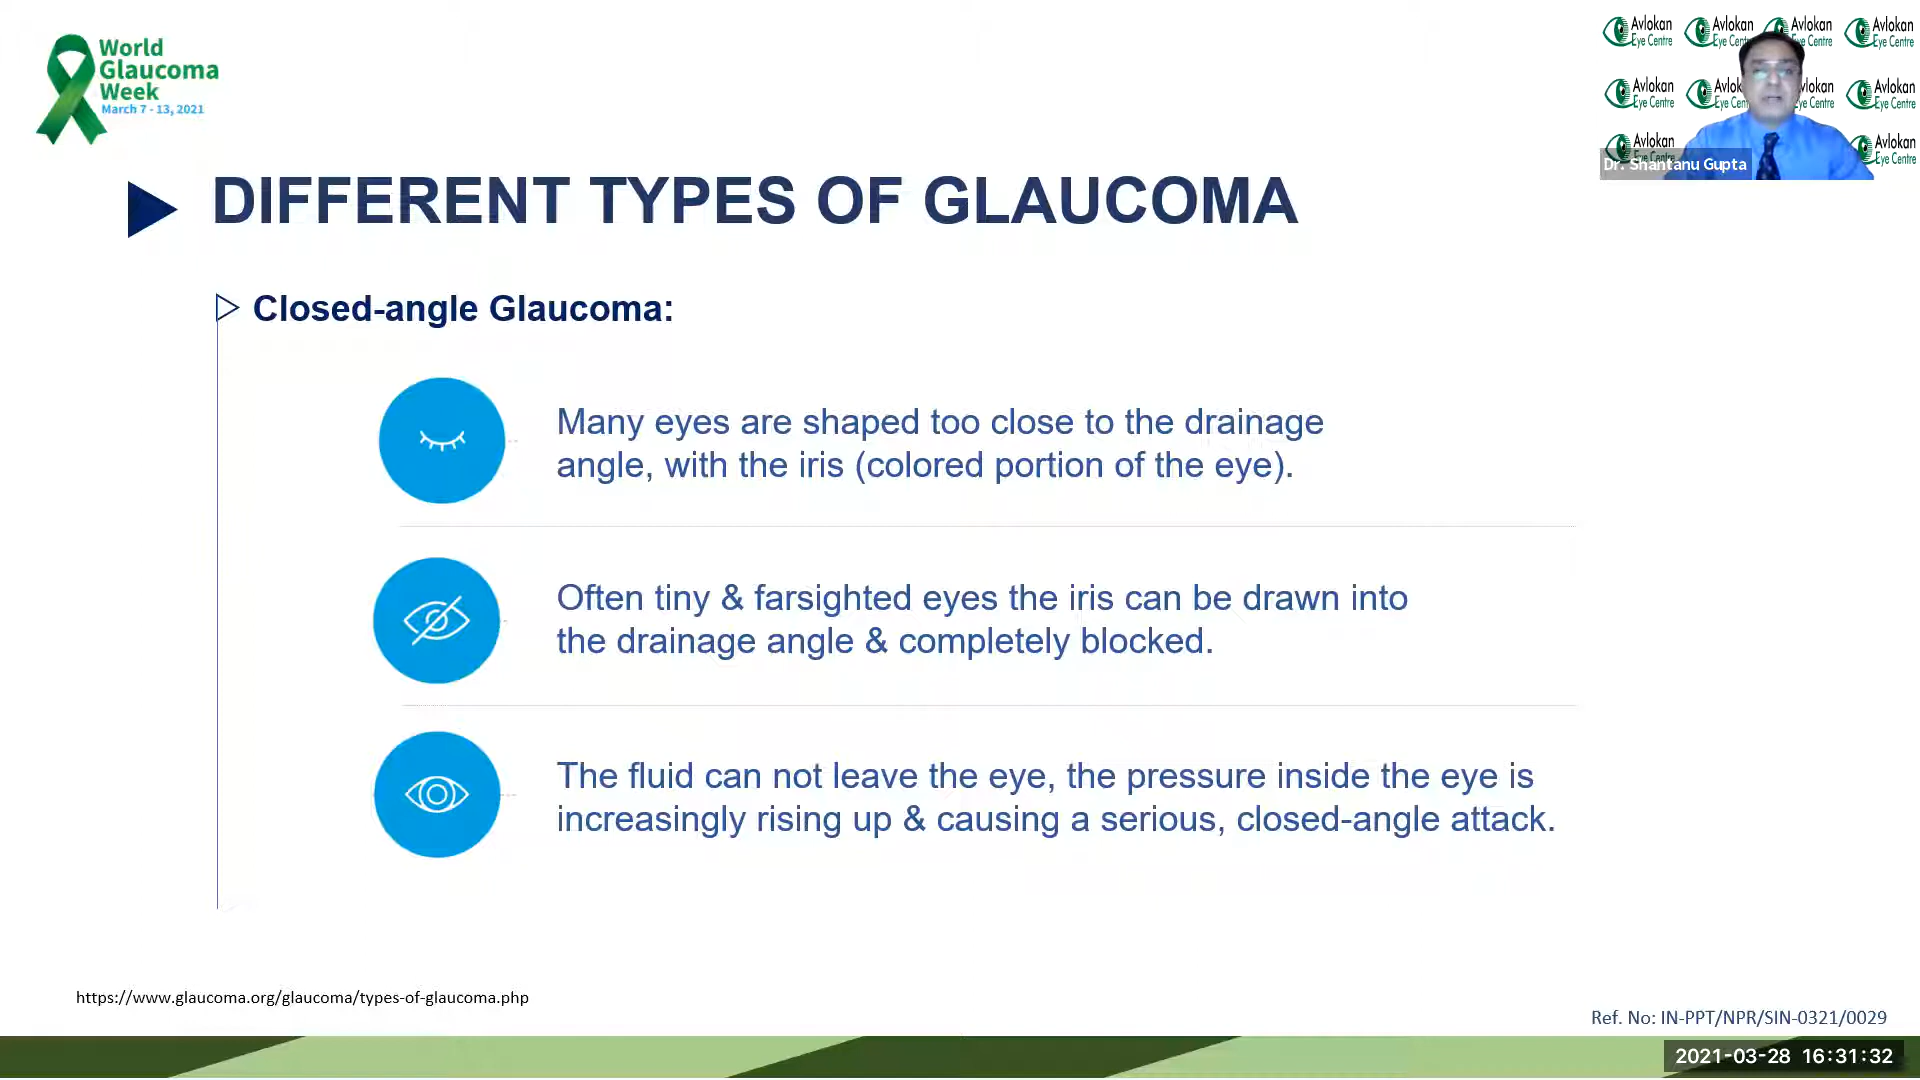 World
Glaucoma
Week
March 7 - 13, 2021
Avlokan
Eye Centre
Avlokan
Eye Centre
Avlokan
Eye Centre
Avlokan
Eye Centre
Avlokan
Eye Centre
Eye
Avlokan
Eye Centre
Avlokan
Eye Centre
Avlokan
Eye Centre
Avlokan
Eye Centre
Dr. Shantanu Gupta
DIFFERENT TYPES OF GLAUCOMA
Closed-angle Glaucoma:
Many eyes are shaped too close to the drainage
angle, with the iris (colored portion of the eye).
Often tiny & farsighted eyes the iris can be drawn into
the drainage angle & completely blocked.
The fluid can not leave the eye, the pressure inside the eye is
increasingly rising up & causing a serious, closed-angle attack.
https://www.glaucoma.org/glaucoma/types-of-glaucoma.php
Ref. No: IN-PPT/NPR/SIN-0321/0029
2021-03-28 16:31:32